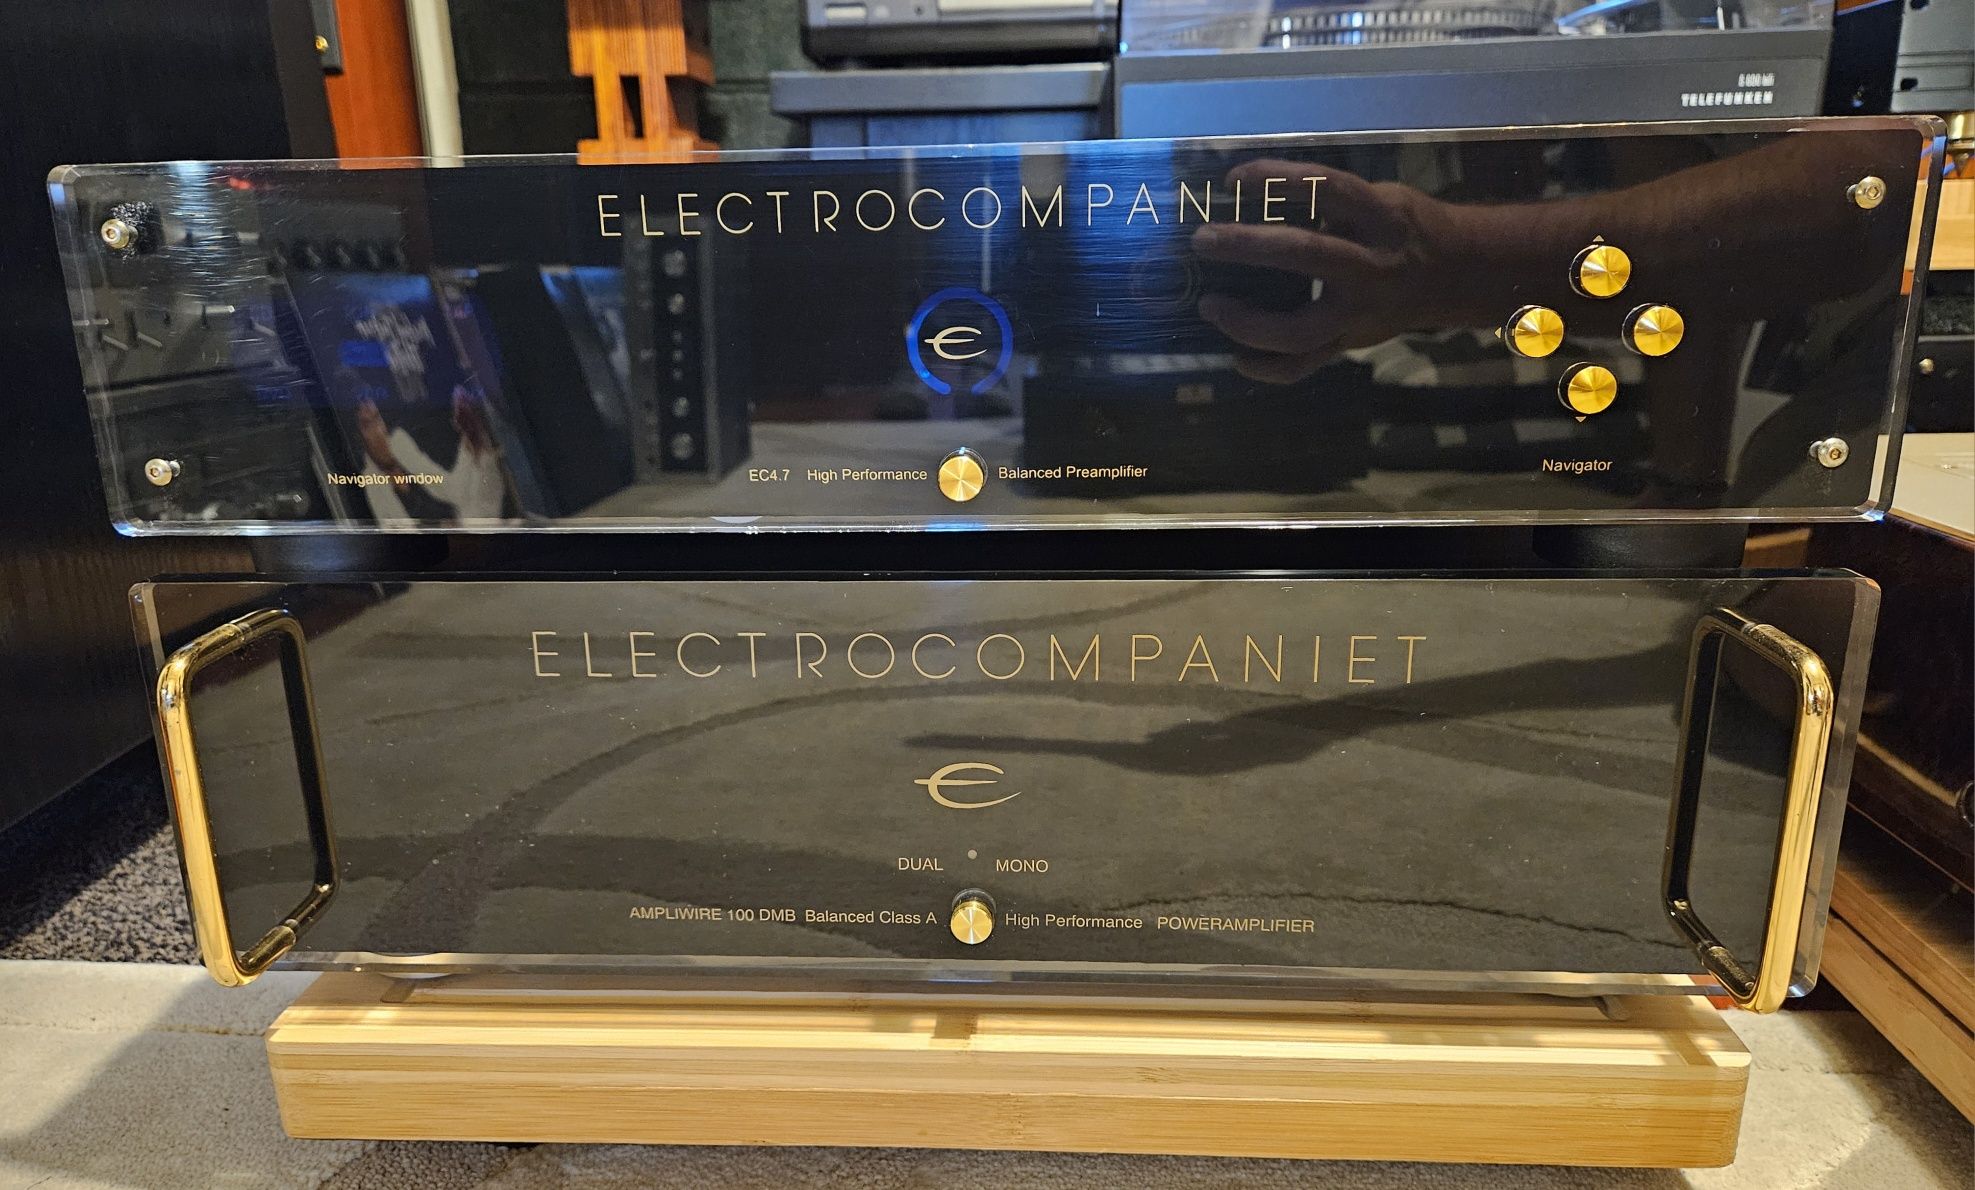 TELEFUNKEN
ELECTROCOMPANIET
Navigator window
EC4.7 High Performance Balanced Preamplifier
Navigator
ELECTROCOMPANIET
DUAL MONO
AMPLIWIRE 100 DMB Balanced Class A High Performance POWERAMPLIFIER